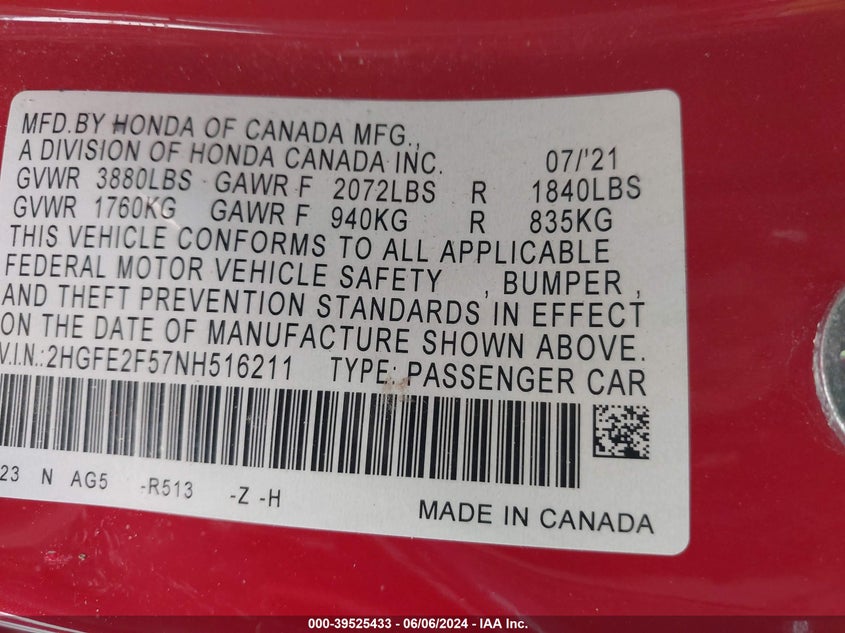 MFD.BY HONDA OF CANADA MFG.,
A DIVISION OF HONDA CANADA INC. 07/'21
GVWR 3880LBS GAWR F 2072LBS R 1840LBS
GVWR 1760KG GAWR F 940KG R 835KG
THIS VEHICLE CONFORMS TO ALL APPLICABLE
FEDERAL MOTOR VEHICLE SAFETY , BUMPER ,
AND THEFT PREVENTION STANDARDS IN EFFECT
ON THE DATE OF MANUFACTURE SHOWN ABOVE.
V.I.N.:2HGFE2F57NH516211 TYPE: PASSENGER CAR
23 N AG5 -R513 -Z -H
MADE IN CANADA
000-39525433 - 06/06/2024 - IAA Inc.